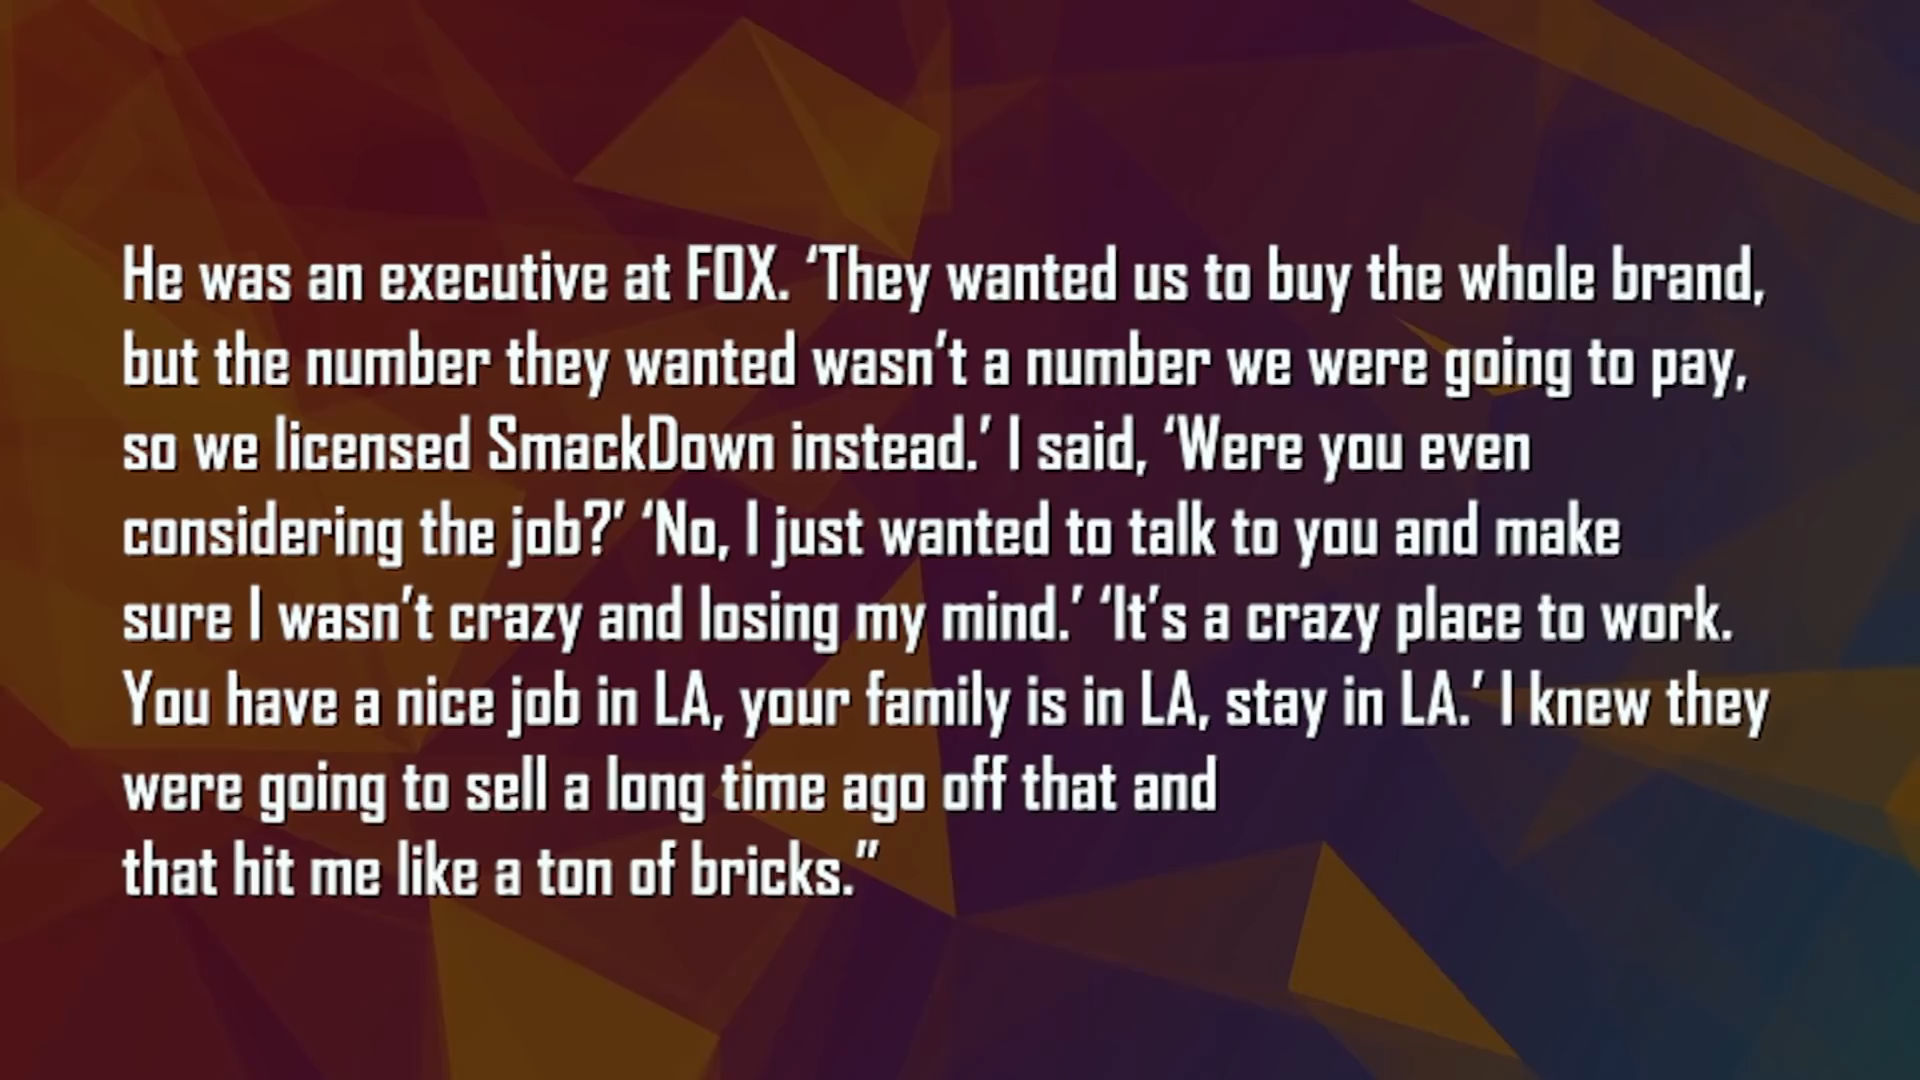 He was an executive at FOX. ‘They wanted us to buy the whole brand,
but the number they wanted wasn’t a number we were going to pay,
so we licensed SmackDown instead.’ I said, ‘Were you even
considering the job?’ ‘No, I just wanted to talk to you and make
sure I wasn’t crazy and losing my mind.’ ‘It’s a crazy place to work.
You have a nice job in LA, your family is in LA, stay in LA.’ I knew they
were going to sell a long time ago off that and
that hit me like a ton of bricks.”